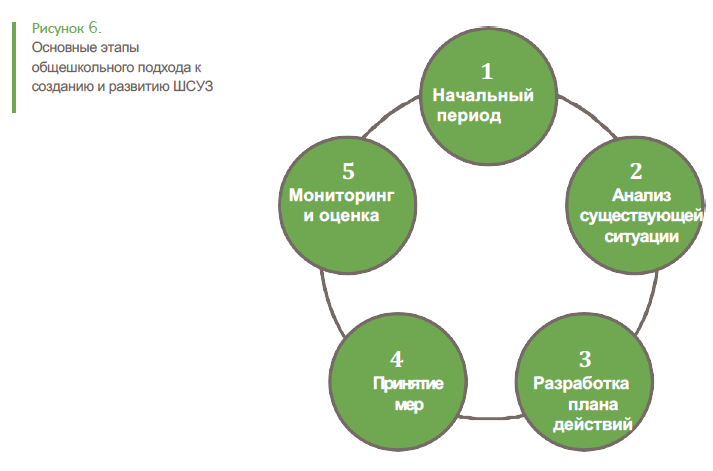 Рисунок 6.
Основные этапы
общешкольного подхода к
созданию и развитию ШСУЗ
1
Начальный
период
2
Анализ
существующей
ситуации
3
Разработка
плана
действий
4
Принятие
мер
5
Мониторинг
и оценка